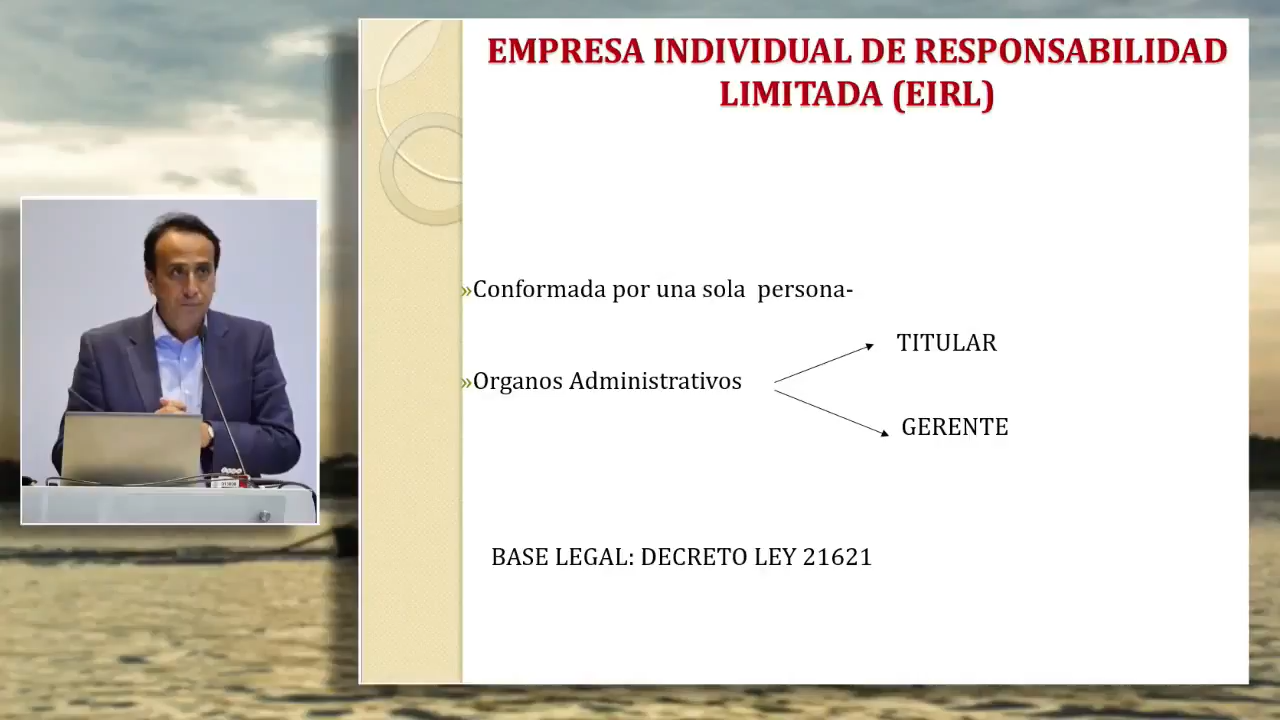 EMPRESA INDIVIDUAL DE RESPONSABILIDAD
LIMITADA (EIRL)
»Conformada por una sola persona-
TITULAR
»Organos Administrativos
GERENTE
BASE LEGAL: DECRETO LEY 21621